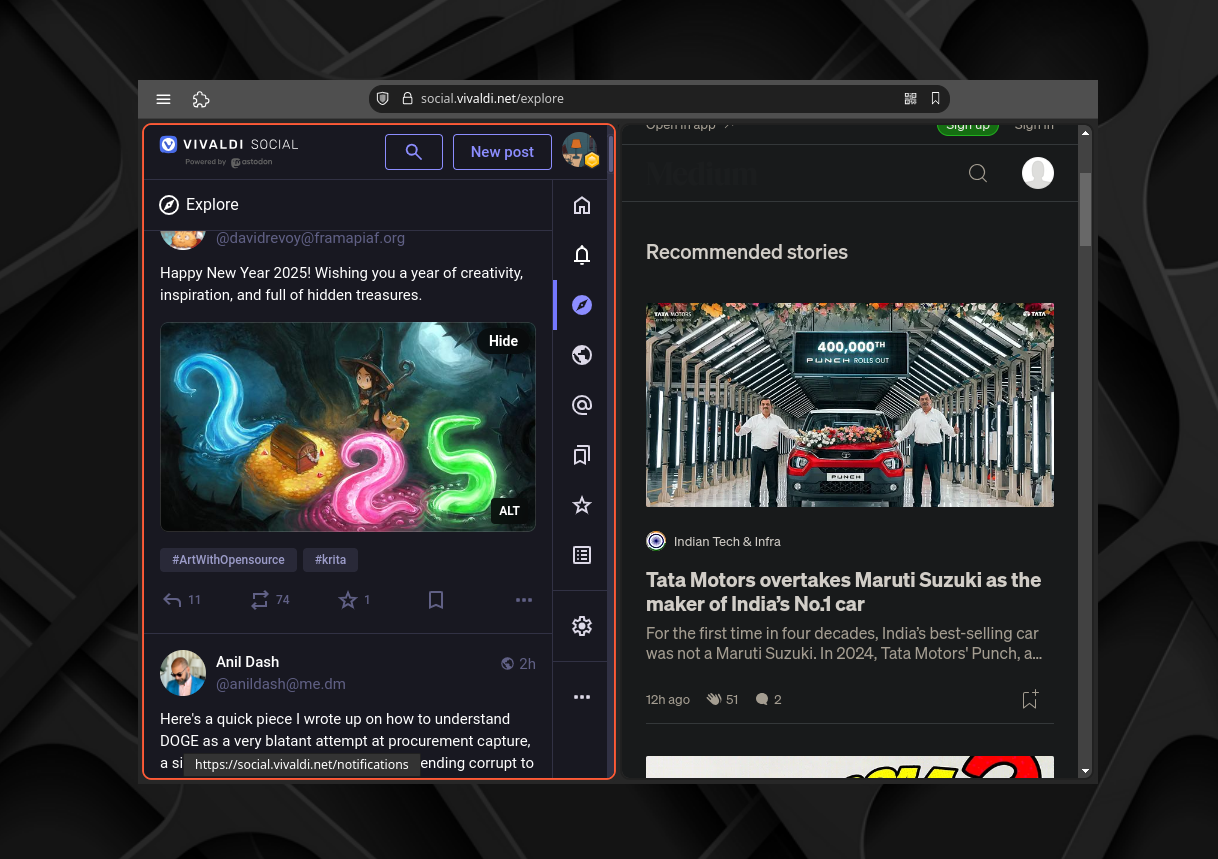 social.vivaldi.net/explore
VIVALDI SOCIAL
Powered by mastodon
New post
Explore
@davidrevoy@framapiaf.org
Happy New Year 2025! Wishing you a year of creativity,
inspiration, and full of hidden treasures.
Hide
ALT
#ArtWithOpensource #krita
11 74 1
Anil Dash 2h
@anildash@me.dm
Here's a quick piece I wrote up on how to understand
DOGE as a very blatant attempt at procurement capture,
a si ending corrupt to
https://social.vivaldi.net/notifications
Open in app Sign up Sign in
Medium
Recommended stories
TATA MOTORS TATA
400,000TH
PUNCH ROLLS OUT
PUNCH
Indian Tech & Infra
Tata Motors overtakes Maruti Suzuki as the
maker of India’s No.1 car
For the first time in four decades, India’s best-selling car
was not a Maruti Suzuki. In 2024, Tata Motors' Punch, a…
12h ago 51 2